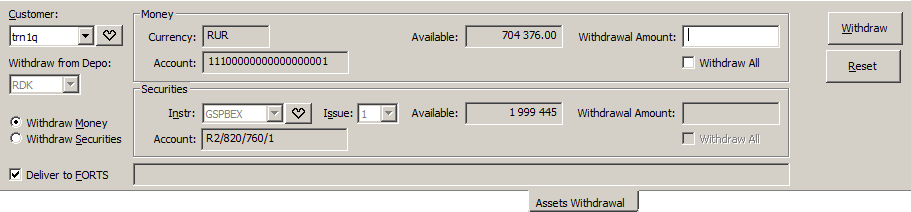 Customer:
trn1q
Withdraw from Depo:
RDK
Withdraw Money
Withdraw Securities
Deliver to FORTS
Money
Currency: RUR Available: 704 376.00 Withdrawal Amount:
Account: 11100000000000000001 Withdraw All
Securities
Instr: GSPBEX Issue: 1 Available: 1 999 445 Withdrawal Amount:
Account: R2/820/760/1 Withdraw All
Withdraw
Reset
Assets Withdrawal